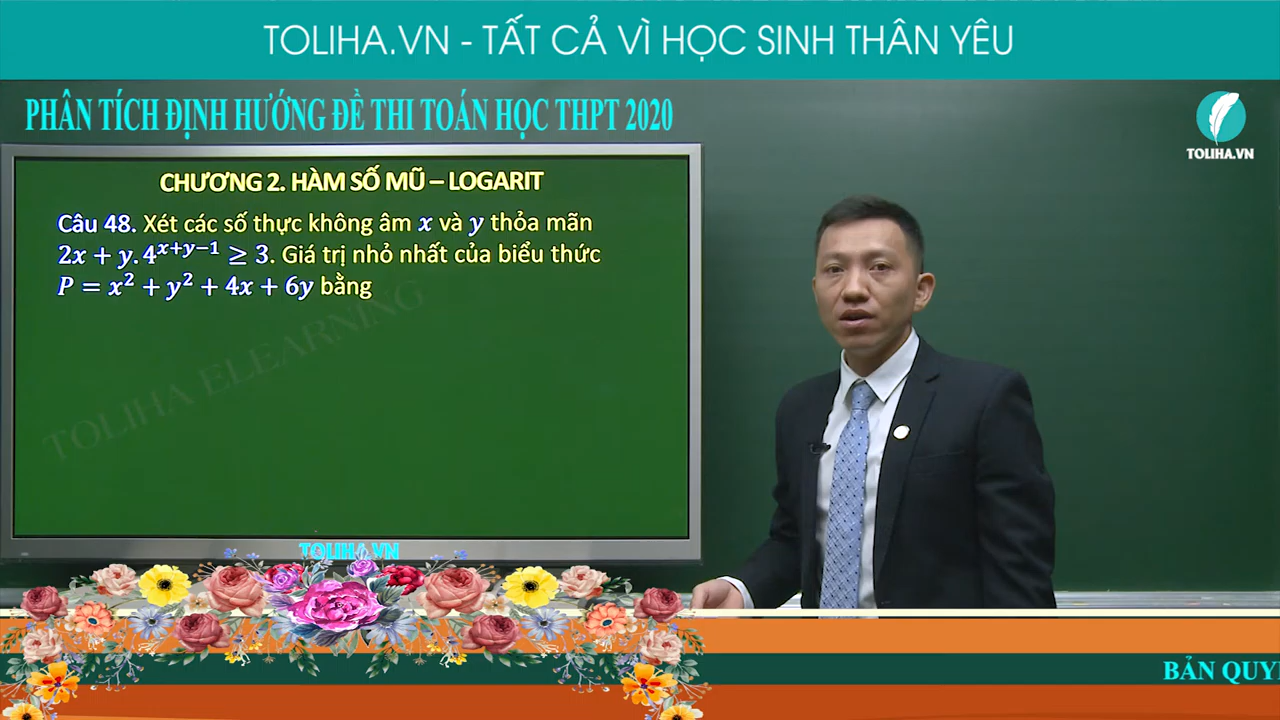 TOLIHA.VN - TẤT CẢ VÌ HỌC SINH THÂN YÊU
PHÂN TÍCH ĐỊNH HƯỚNG ĐỀ THI TOÁN HỌC THPT 2020
TOLIHA.VN
CHƯƠNG 2. HÀM SỐ MŨ – LOGARIT
Câu 48. Xét các số thực không âm x và y thỏa mãn
2x + y.4^{x+y−1} ≥ 3. Giá trị nhỏ nhất của biểu thức
P = x² + y² + 4x + 6y bằng
TOLIHA ELEARNING
TOLIHA.VN
BẢN QUY